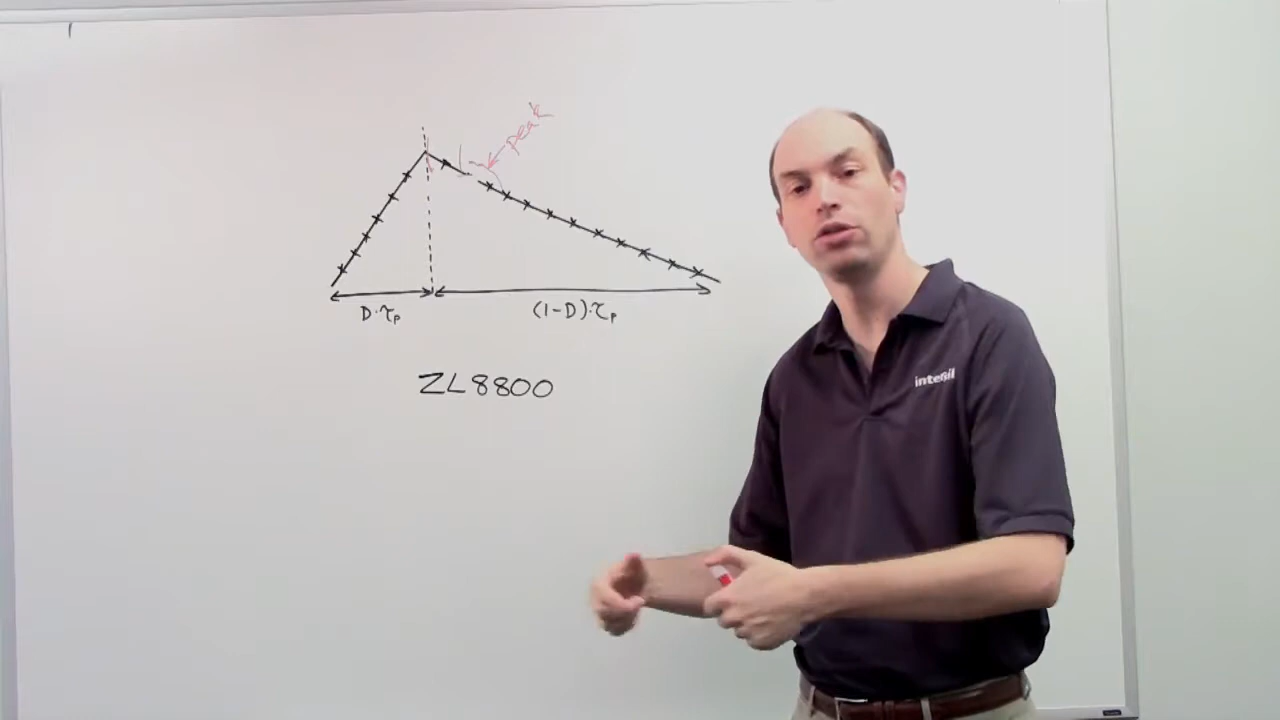 peak
D·τp
(1-D)·τp
ZL8800
intersil